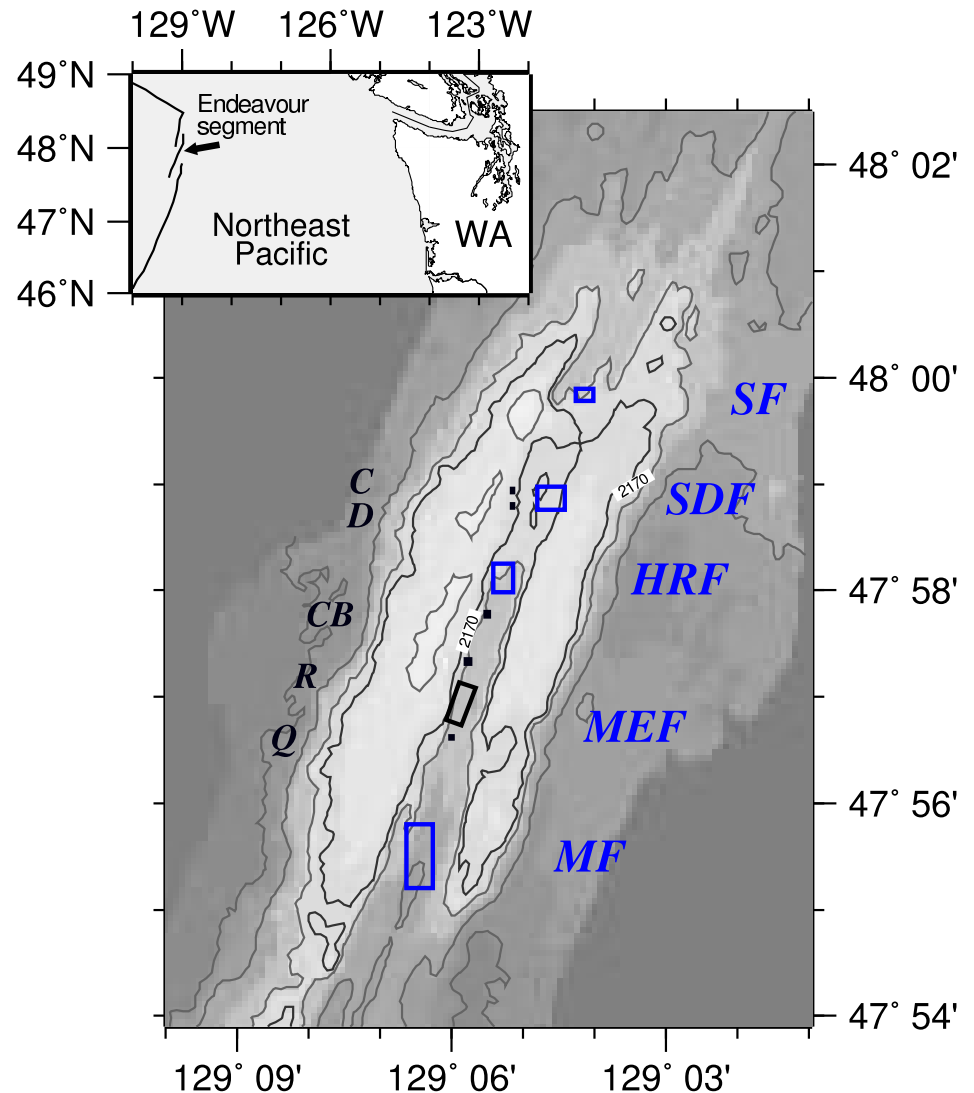 129°W 126°W 123°W
49°N
48°N
47°N
46°N
Endeavour
segment
Northeast
Pacific
WA
48° 02'
48° 00'
47° 58'
47° 56'
47° 54'
SF
SDF
HRF
MEF
MF
C
D
CB
R
Q
2170
2170
129° 09' 129° 06' 129° 03'